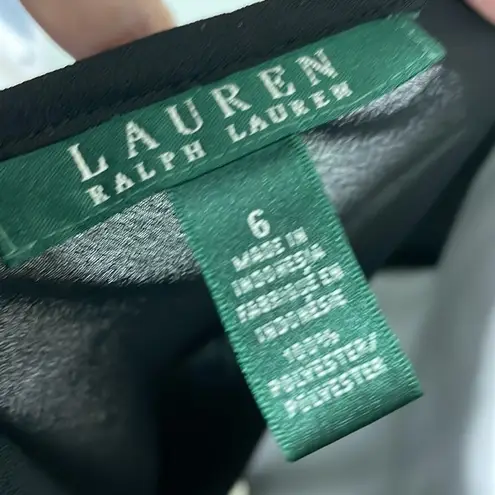 LAUREN
RALPH LAUREN
6
MADE IN
INDONESIA
FABRIQUÉ EN
INDONÉSIE
100%
POLYESTER/
POLYESTER